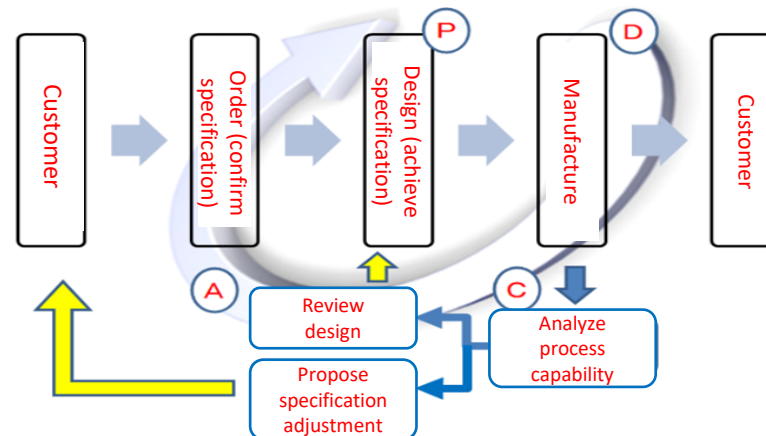 Customer
Order (confirm
specification)
Design (achieve
specification)
Manufacture
Customer
P
D
A
C
Review
design
Analyze
process
capability
Propose
specification
adjustment